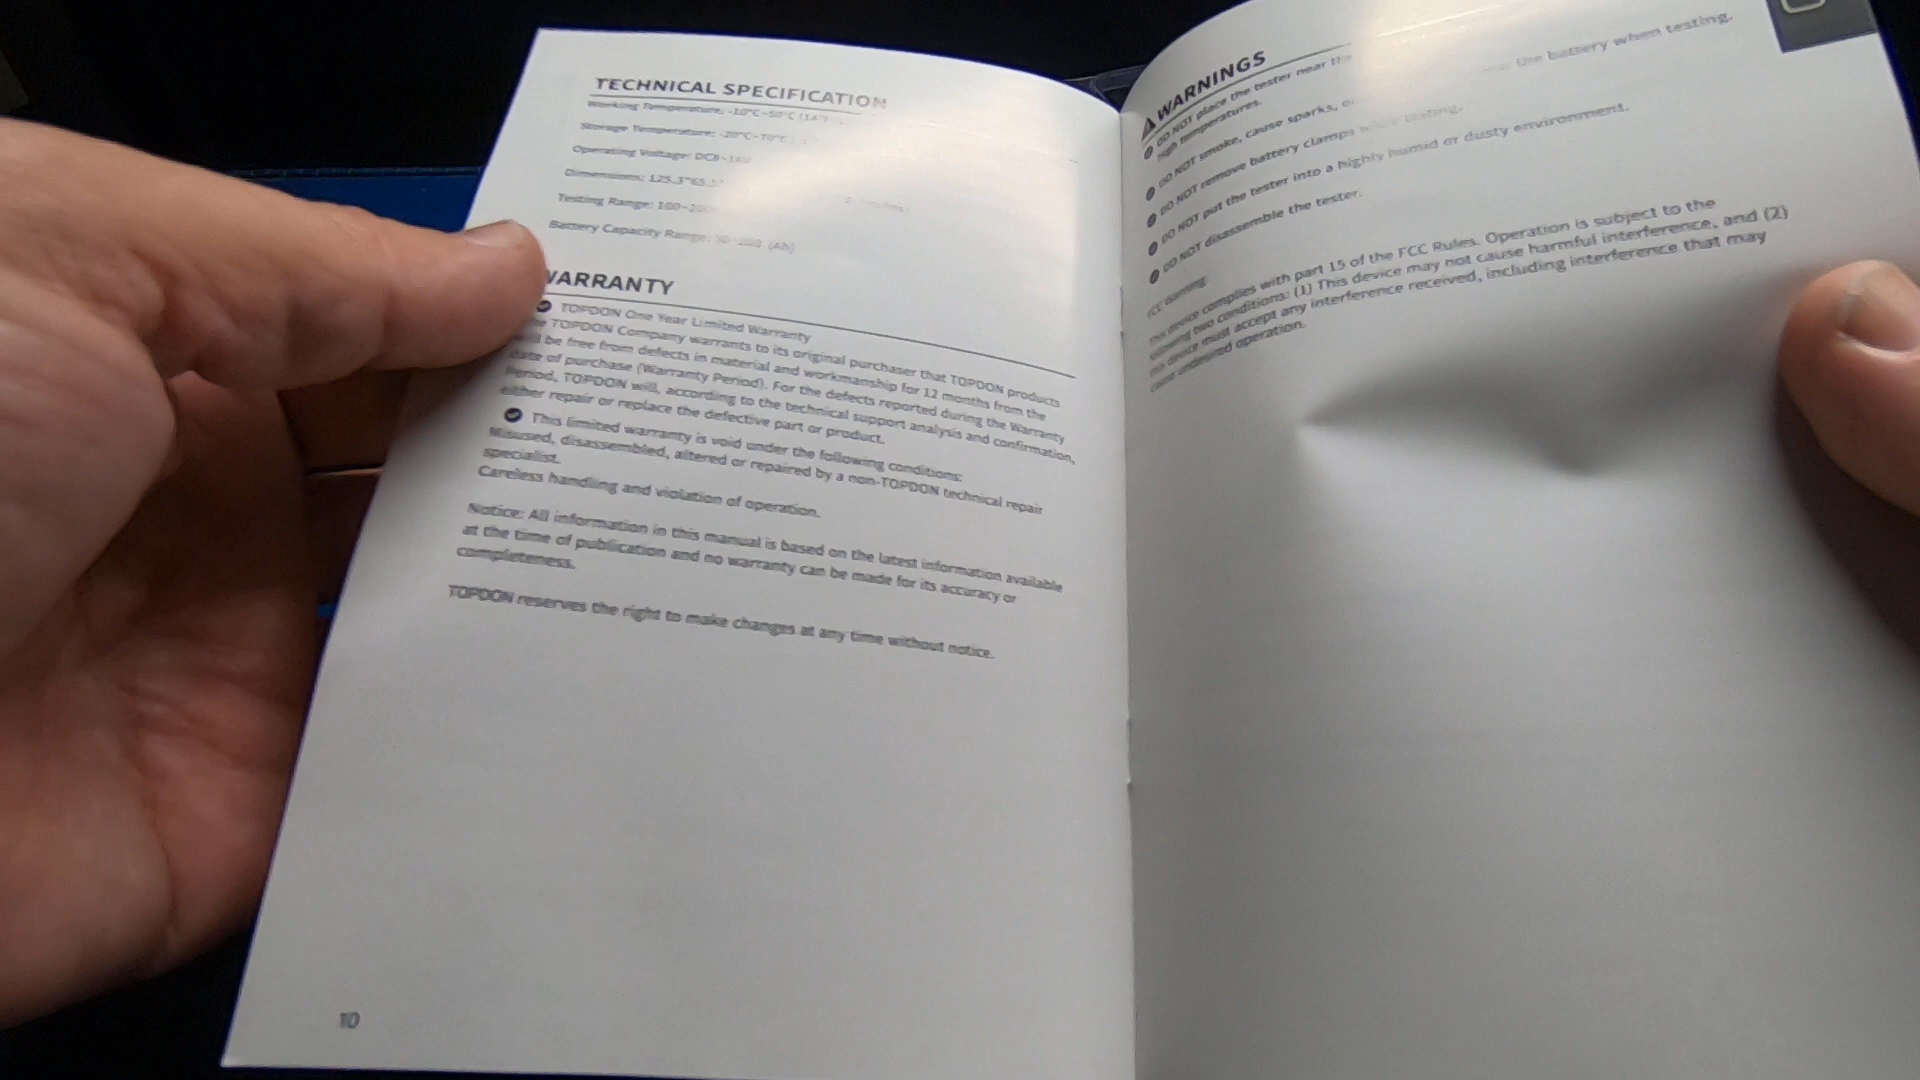 TECHNICAL SPECIFICATION
Working Temperature: -10°C~50°C (14°F
Storage Temperature: -20°C~70°C
Operating Voltage: DC8~16V
Dimensions: 125.3*65.5*
Testing Range: 100~200
Battery Capacity Range: (Ah)
WARRANTY
TOPDON One Year Limited Warranty
TOPDON Company warrants to its original purchaser that TOPDON products
will be free from defects in material and workmanship for 12 months from the
date of purchase (Warranty Period). For the defects reported during the Warranty
Period, TOPDON will, according to the technical support analysis and confirmation,
either repair or replace the defective part or product.
This limited warranty is void under the following conditions:
Misused, disassembled, altered or repaired by a non-TOPDON technical repair
specialist.
Careless handling and violation of operation.
Notice: All information in this manual is based on the latest information available
at the time of publication and no warranty can be made for its accuracy or
completeness.
TOPDON reserves the right to make changes at any time without notice.
10
WARNINGS
DO NOT place the tester near the
high temperatures.
DO NOT smoke, cause sparks, or the battery when testing.
DO NOT remove battery clamps while testing.
DO NOT put the tester into a highly humid or dusty environment.
DO NOT disassemble the tester.
FCC warning:
This device complies with part 15 of the FCC Rules. Operation is subject to the
following two conditions: (1) This device may not cause harmful interference, and (2)
this device must accept any interference received, including interference that may
cause undesired operation.